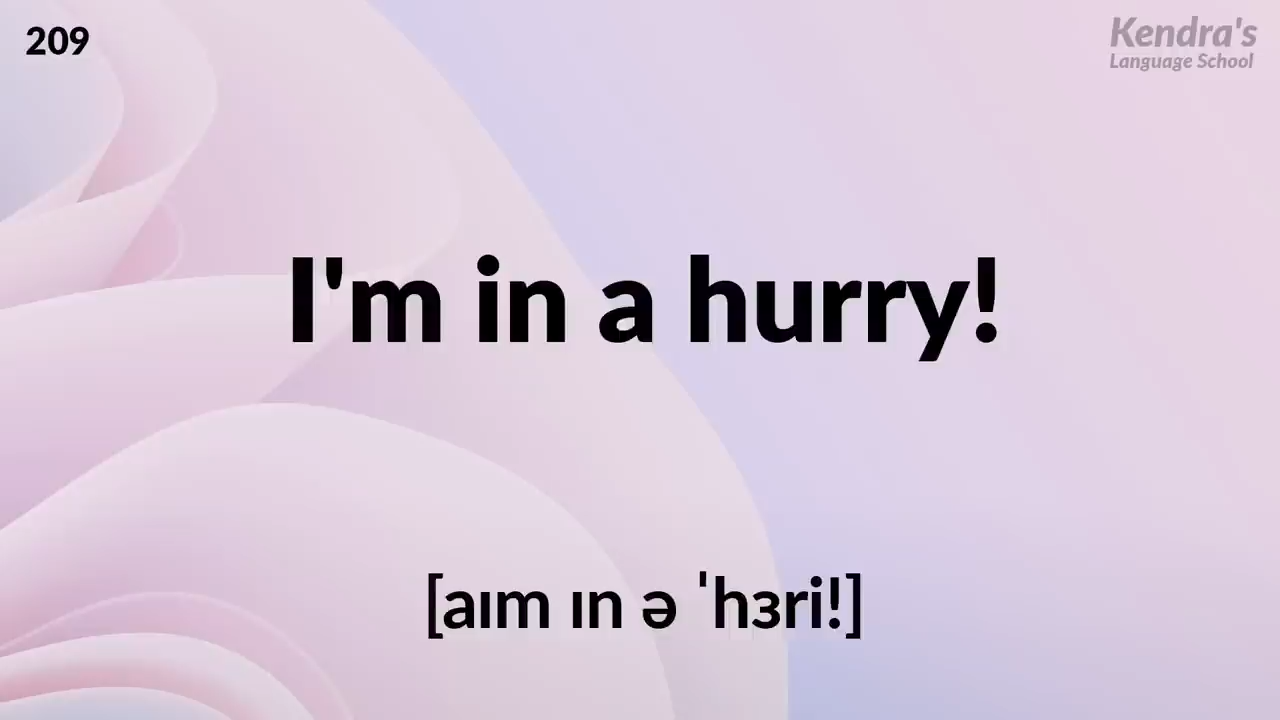 209
Kendra's
Language School
I'm in a hurry!
[aɪm ɪn ə ˈhɜri!]